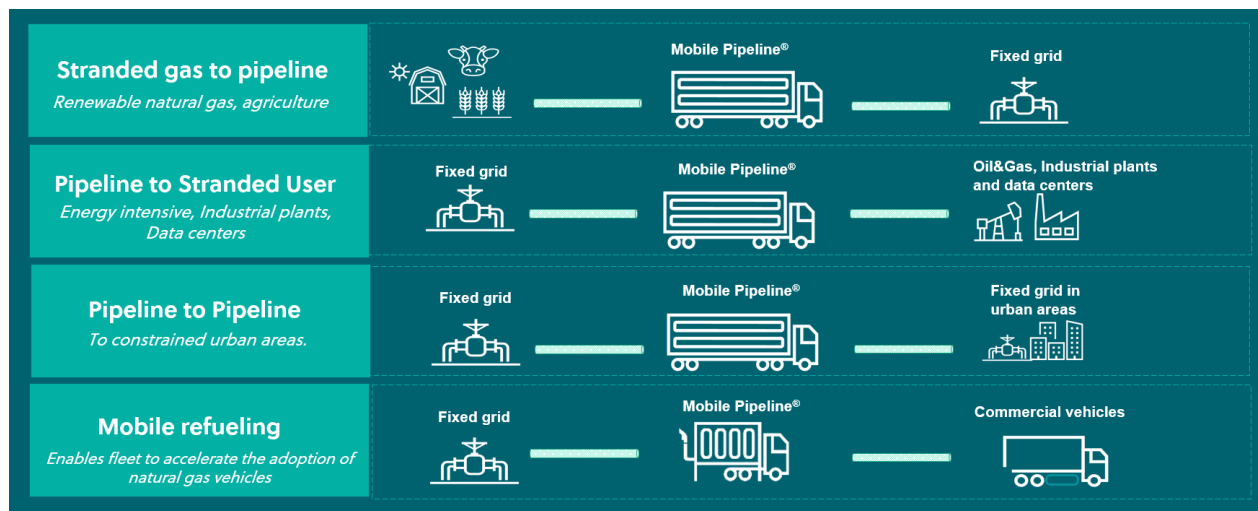 Stranded gas to pipeline
Renewable natural gas, agriculture
Mobile Pipeline®
Fixed grid
Pipeline to Stranded User
Energy intensive, Industrial plants,
Data centers
Fixed grid
Mobile Pipeline®
Oil&Gas, Industrial plants
and data centers
Pipeline to Pipeline
To constrained urban areas.
Fixed grid
Mobile Pipeline®
Fixed grid in
urban areas
Mobile refueling
Enables fleet to accelerate the adoption of
natural gas vehicles
Fixed grid
Mobile Pipeline®
Commercial vehicles